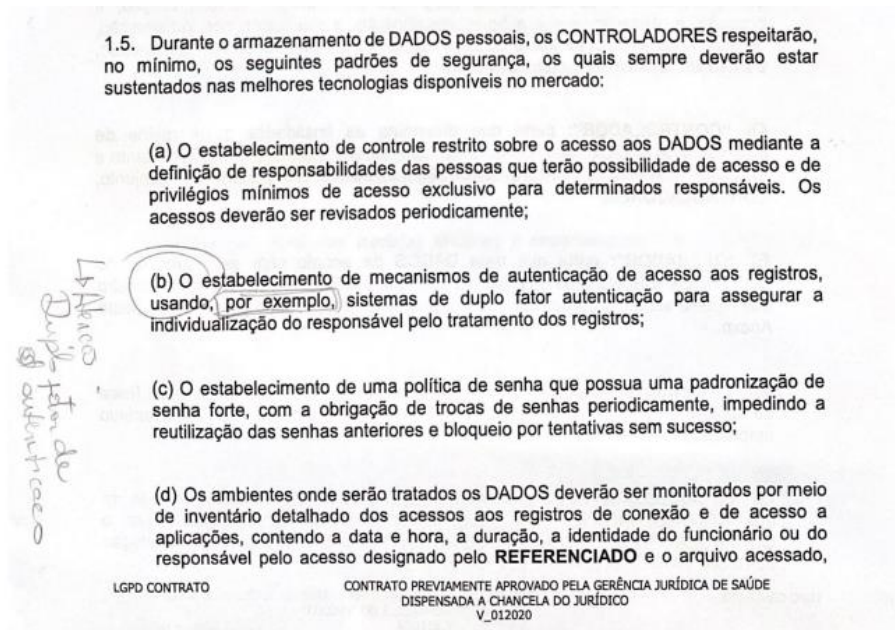 1.5. Durante o armazenamento de DADOS pessoais, os CONTROLADORES respeitarão,
no mínimo, os seguintes padrões de segurança, os quais sempre deverão estar
sustentados nas melhores tecnologias disponíveis no mercado:
(a) O estabelecimento de controle restrito sobre o acesso aos DADOS mediante a
definição de responsabilidades das pessoas que terão possibilidade de acesso e de
privilégios mínimos de acesso exclusivo para determinados responsáveis. Os
acessos deverão ser revisados periodicamente;
(b) O estabelecimento de mecanismos de autenticação de acesso aos registros,
usando, por exemplo, sistemas de duplo fator autenticação para assegurar a
individualização do responsável pelo tratamento dos registros;
Duplo fator de
autenticacao
(c) O estabelecimento de uma política de senha que possua uma padronização de
senha forte, com a obrigação de trocas de senhas periodicamente, impedindo a
reutilização das senhas anteriores e bloqueio por tentativas sem sucesso;
(d) Os ambientes onde serão tratados os DADOS deverão ser monitorados por meio
de inventário detalhado dos acessos aos registros de conexão e de acesso a
aplicações, contendo a data e hora, a duração, a identidade do funcionário ou do
responsável pelo acesso designado pelo REFERENCIADO e o arquivo acessado,
LGPD CONTRATO
CONTRATO PREVIAMENTE APROVADO PELA GERÊNCIA JURÍDICA DE SAÚDE
DISPENSADA A CHANCELA DO JURÍDICO
V_012020